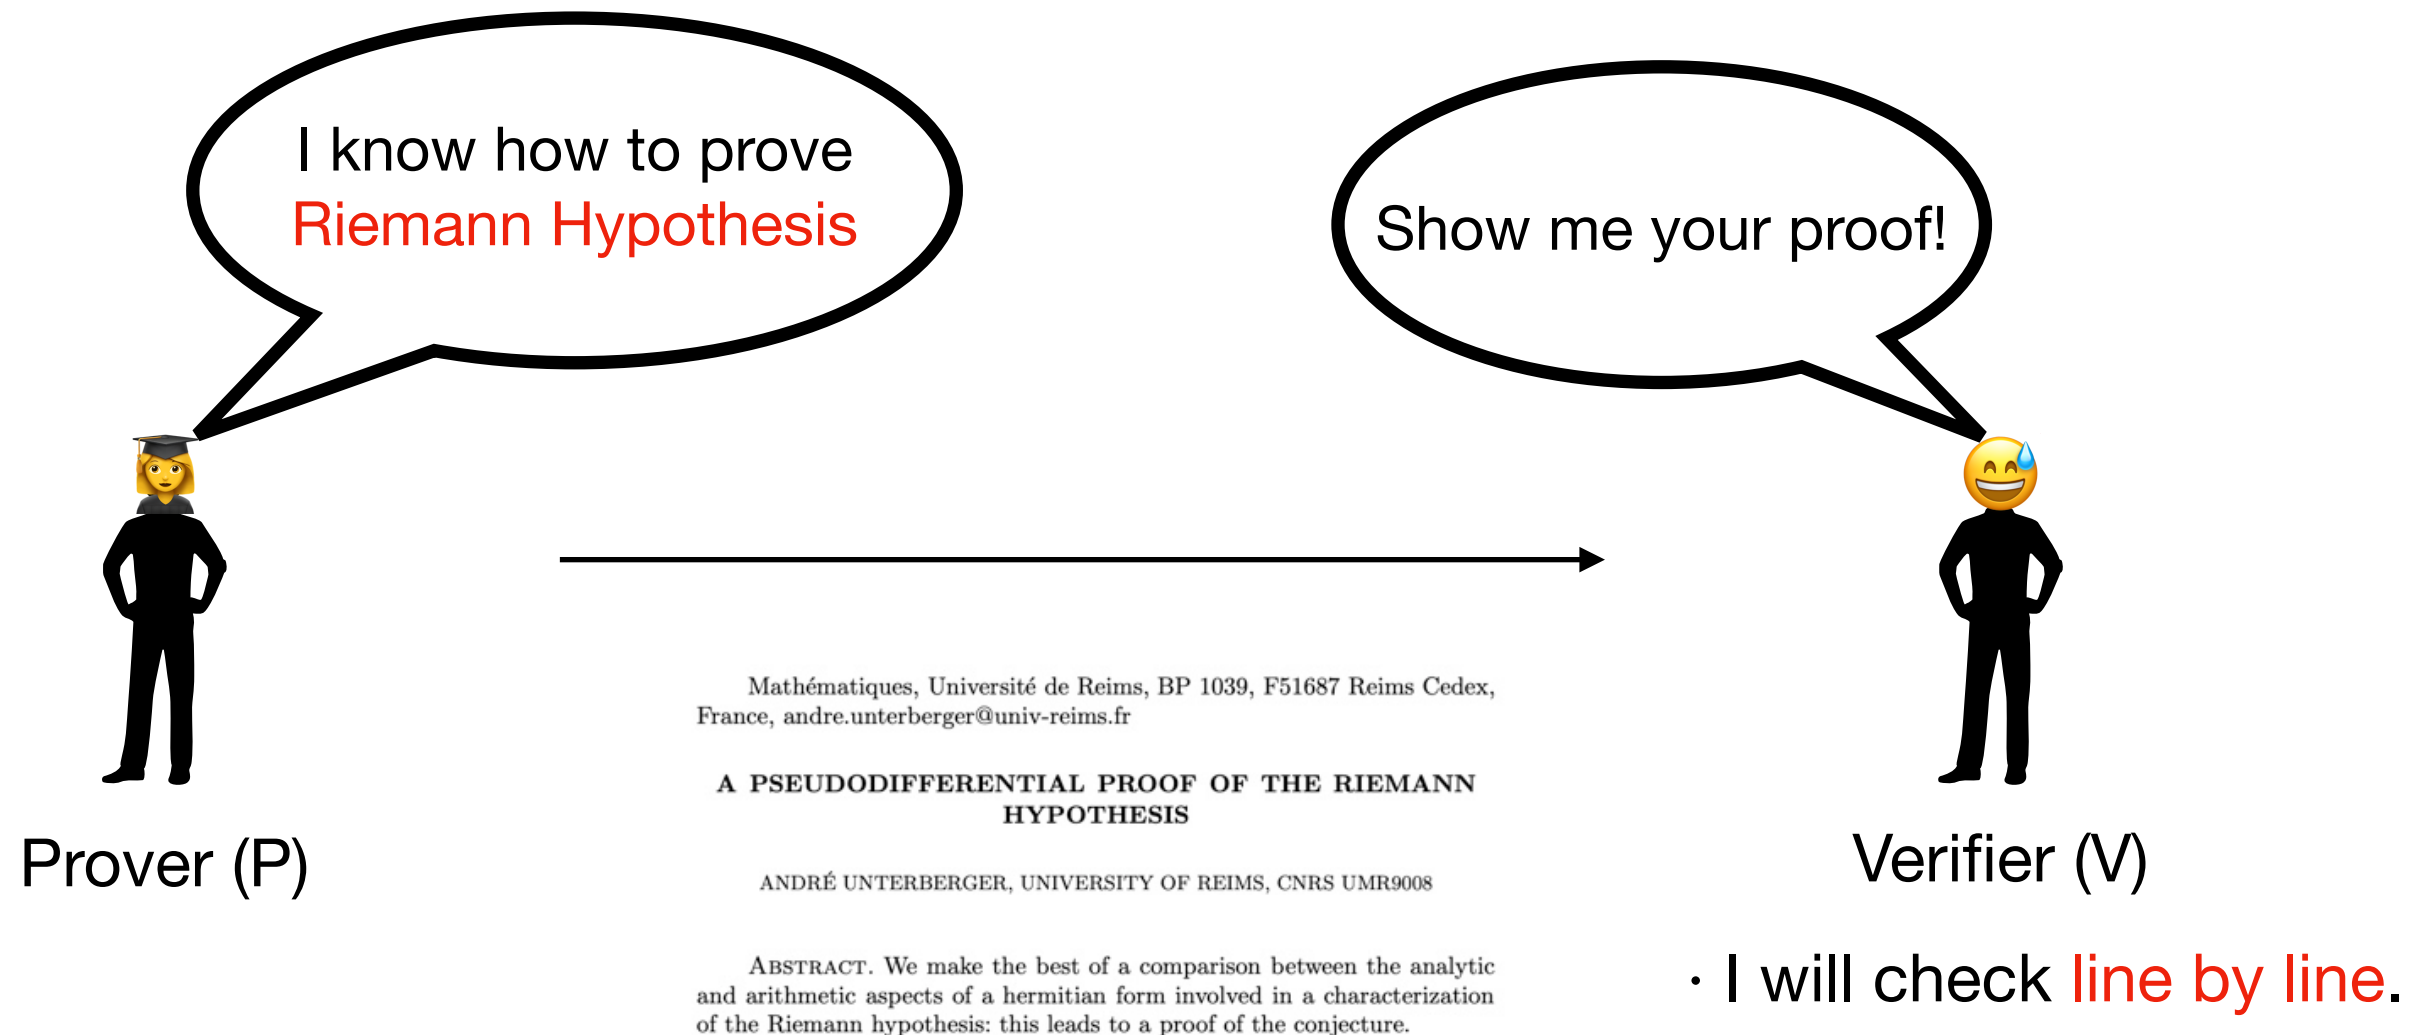 I know how to prove
Riemann Hypothesis
Show me your proof!
Mathématiques, Université de Reims, BP 1039, F51687 Reims Cedex,
France, andre.unterberger@univ-reims.fr
A PSEUDODIFFERENTIAL PROOF OF THE RIEMANN
HYPOTHESIS
ANDRÉ UNTERBERGER, UNIVERSITY OF REIMS, CNRS UMR9008
ABSTRACT. We make the best of a comparison between the analytic
and arithmetic aspects of a hermitian form involved in a characterization
of the Riemann hypothesis: this leads to a proof of the conjecture.
Prover (P)
Verifier (V)
· I will check line by line.